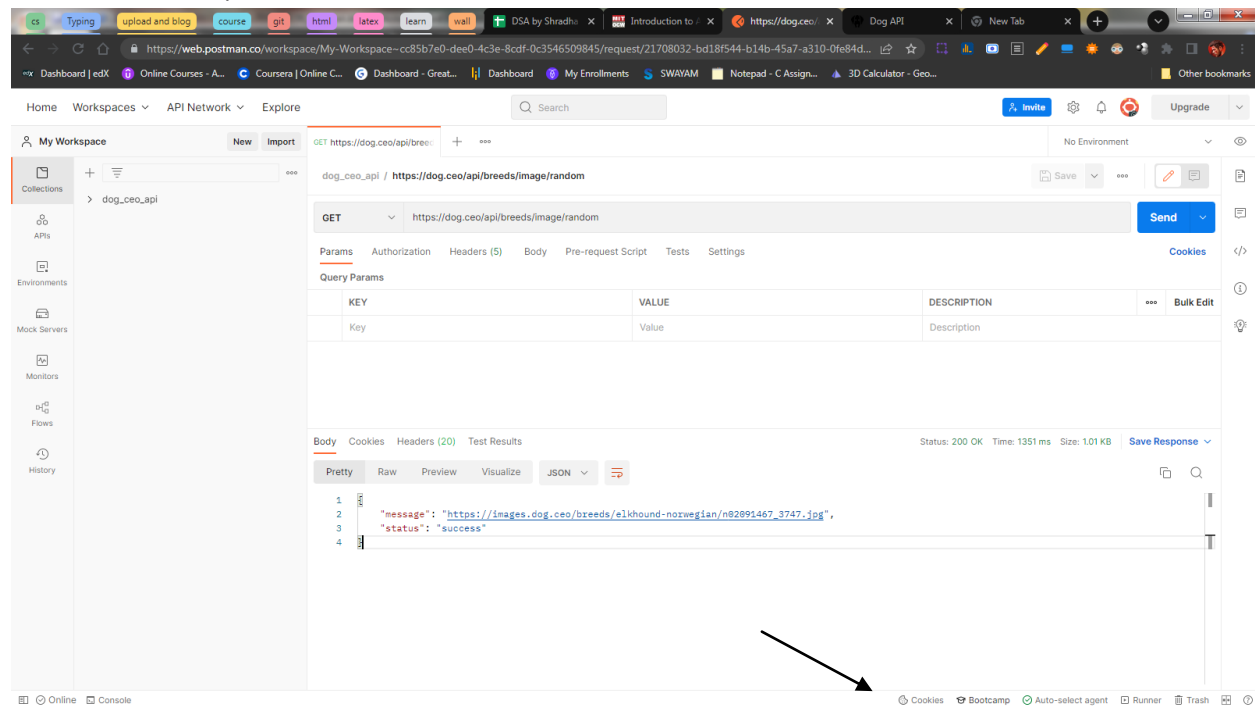 cs Typing upload and blog course git html latex learn wall DSA by Shradha Introduction to https://dog.ceo/ Dog API New Tab
https://web.postman.co/workspace/My-Workspace~cc85b7e0-dee0-4c3e-8cdf-0c3546509845/request/21708032-bd18f544-b14b-45a7-a310-0fe84d...
Dashboard | edX Online Courses - A... Coursera | Online C... Dashboard - Great... Dashboard My Enrollments SWAYAM Notepad - C Assign... 3D Calculator - Geo... Other bookmarks
Home Workspaces API Network Explore Search Invite Upgrade
My Workspace New Import GET https://dog.ceo/api/breed No Environment
Collections
APIs
Environments
Mock Servers
Monitors
Flows
History
dog_ceo_api
dog_ceo_api / https://dog.ceo/api/breeds/image/random Save
GET https://dog.ceo/api/breeds/image/random Send
Params Authorization Headers (5) Body Pre-request Script Tests Settings Cookies
Query Params
KEY VALUE DESCRIPTION Bulk Edit
Key Value Description
Body Cookies Headers (20) Test Results Status: 200 OK Time: 1351 ms Size: 1.01 KB Save Response
Pretty Raw Preview Visualize JSON
1 {
2 "message": "https://images.dog.ceo/breeds/elkhound-norwegian/n02091467_3747.jpg",
3 "status": "success"
4 }
Online Console Cookies Bootcamp Auto-select agent Runner Trash